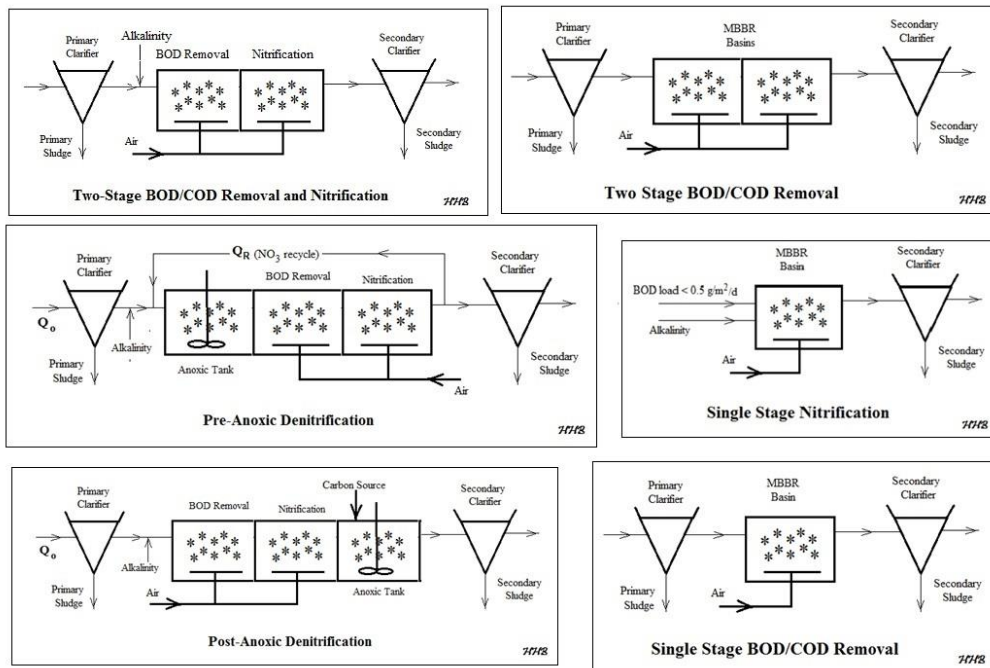 Primary
Clarifier
Alkalinity
BOD Removal
Nitrification
Secondary
Clarifier
Primary
Sludge
Air
Secondary
Sludge
Two-Stage BOD/COD Removal and Nitrification
HHB
Primary
Clarifier
MBBR
Basins
Secondary
Clarifier
Primary
Sludge
Air
Secondary
Sludge
Two Stage BOD/COD Removal
HHB
Primary
Clarifier
QR (NO3 recycle)
BOD Removal
Nitrification
Secondary
Clarifier
Qo
Alkalinity
Primary
Sludge
Anoxic Tank
Air
Secondary
Sludge
Pre-Anoxic Denitrification
HHB
MBBR
Basin
Secondary
Clarifier
BOD load < 0.5 g/m²/d
Alkalinity
Air
Secondary
Sludge
Single Stage Nitrification
HHB
Primary
Clarifier
BOD Removal
Nitrification
Carbon Source
Secondary
Clarifier
Qo
Alkalinity
Primary
Sludge
Air
Anoxic Tank
Secondary
Sludge
Post-Anoxic Denitrification
HHB
Primary
Clarifier
MBBR
Basin
Secondary
Clarifier
Primary
Sludge
Air
Secondary
Sludge
Single Stage BOD/COD Removal
HHB